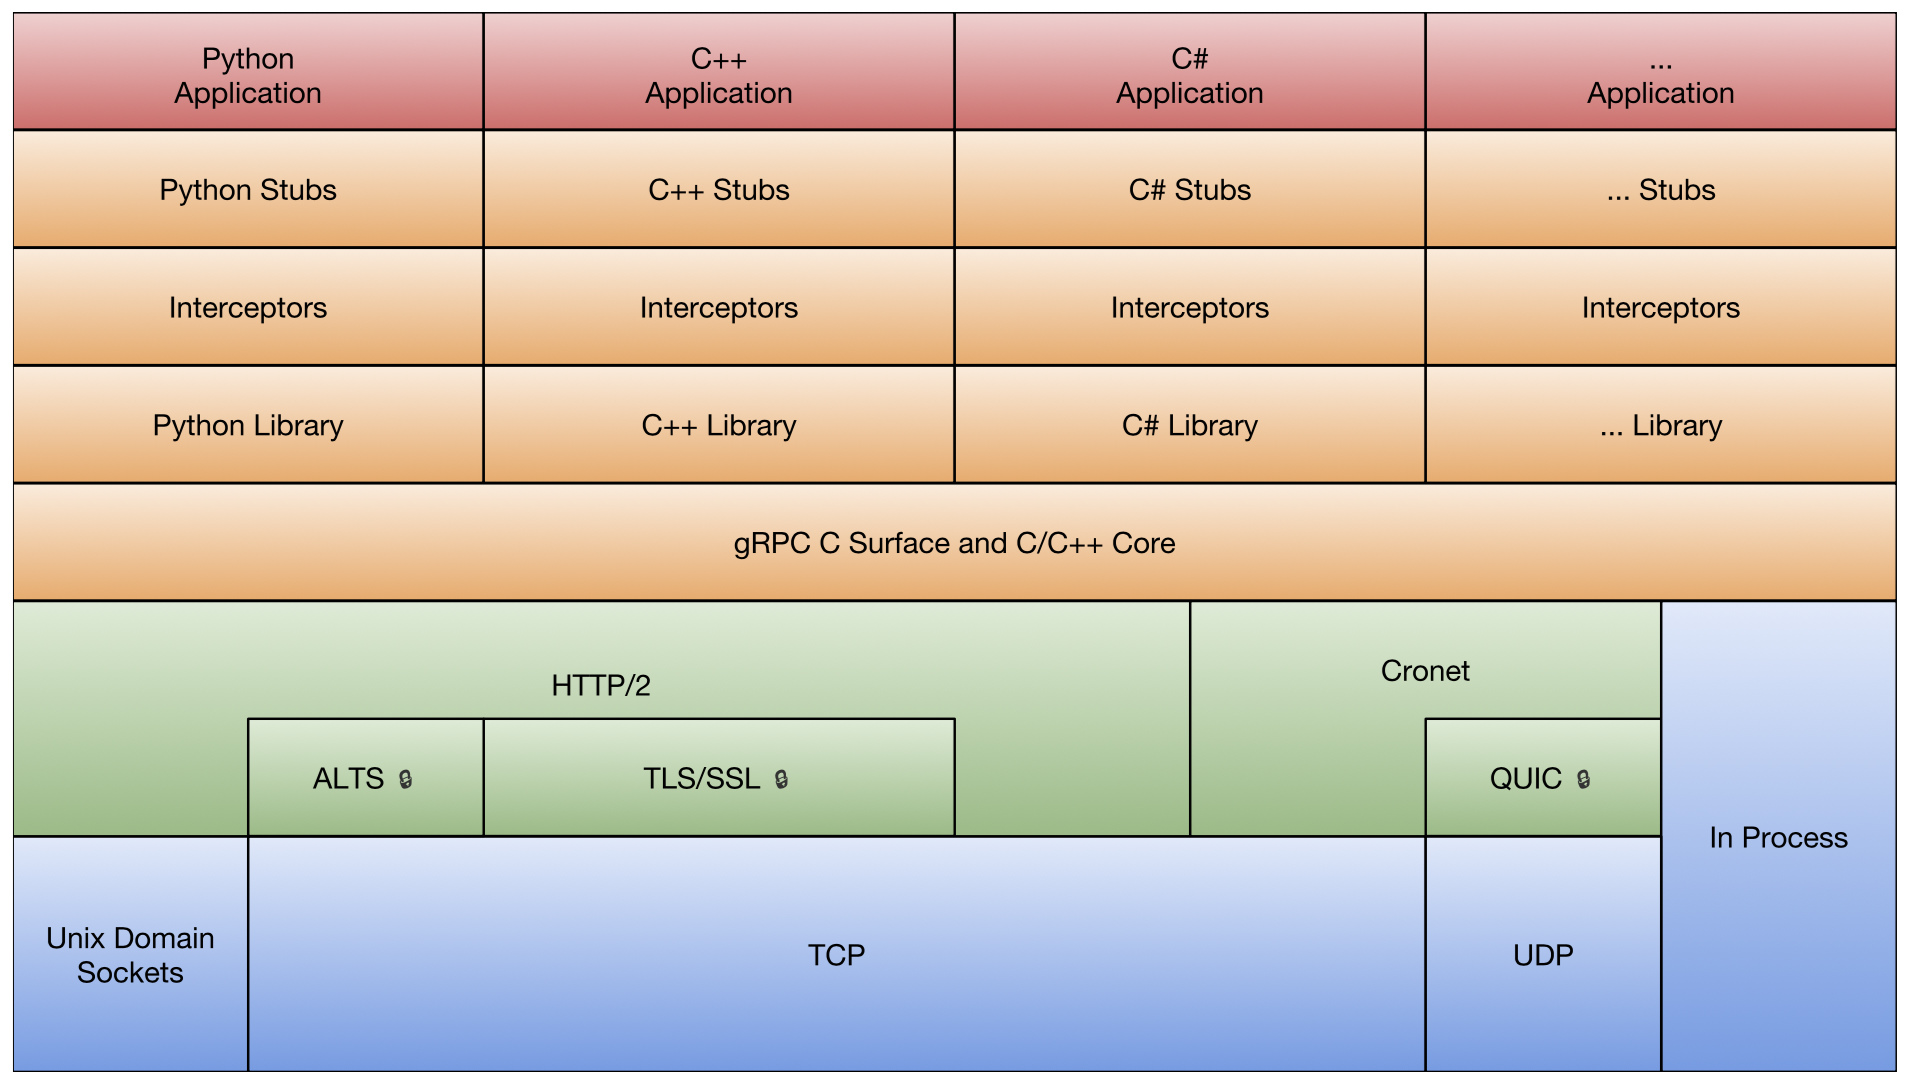 Python
Application
C++
Application
C#
Application
...
Application
Python Stubs
C++ Stubs
C# Stubs
... Stubs
Interceptors
Interceptors
Interceptors
Interceptors
Python Library
C++ Library
C# Library
... Library
gRPC C Surface and C/C++ Core
HTTP/2
Cronet
ALTS 🔒
TLS/SSL 🔒
QUIC 🔒
In Process
Unix Domain
Sockets
TCP
UDP